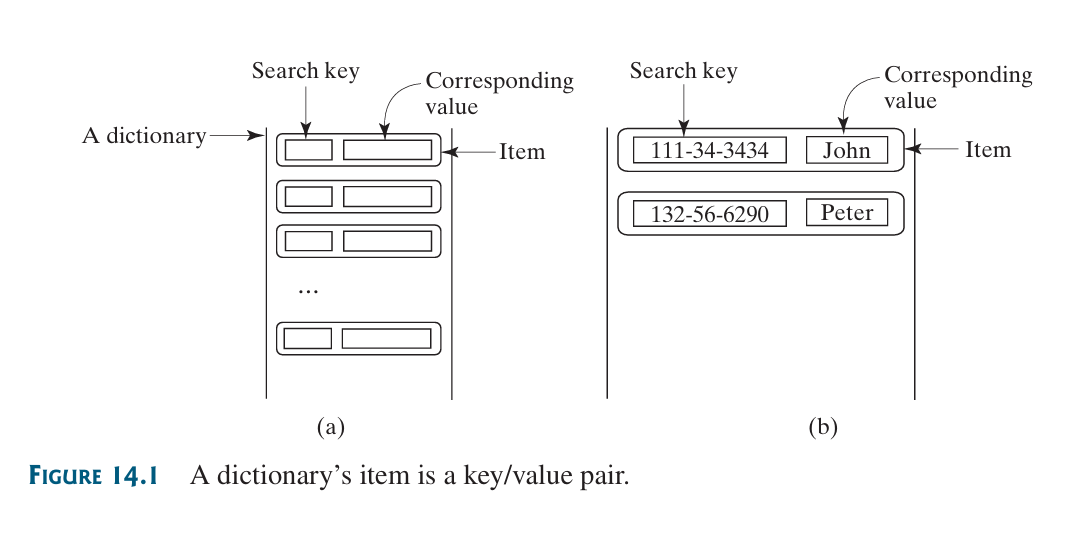 Search key
Corresponding
value
A dictionary
Item
...
(a)
Search key
Corresponding
value
111-34-3434
John
Item
132-56-6290
Peter
(b)
FIGURE 14.1 A dictionary's item is a key/value pair.